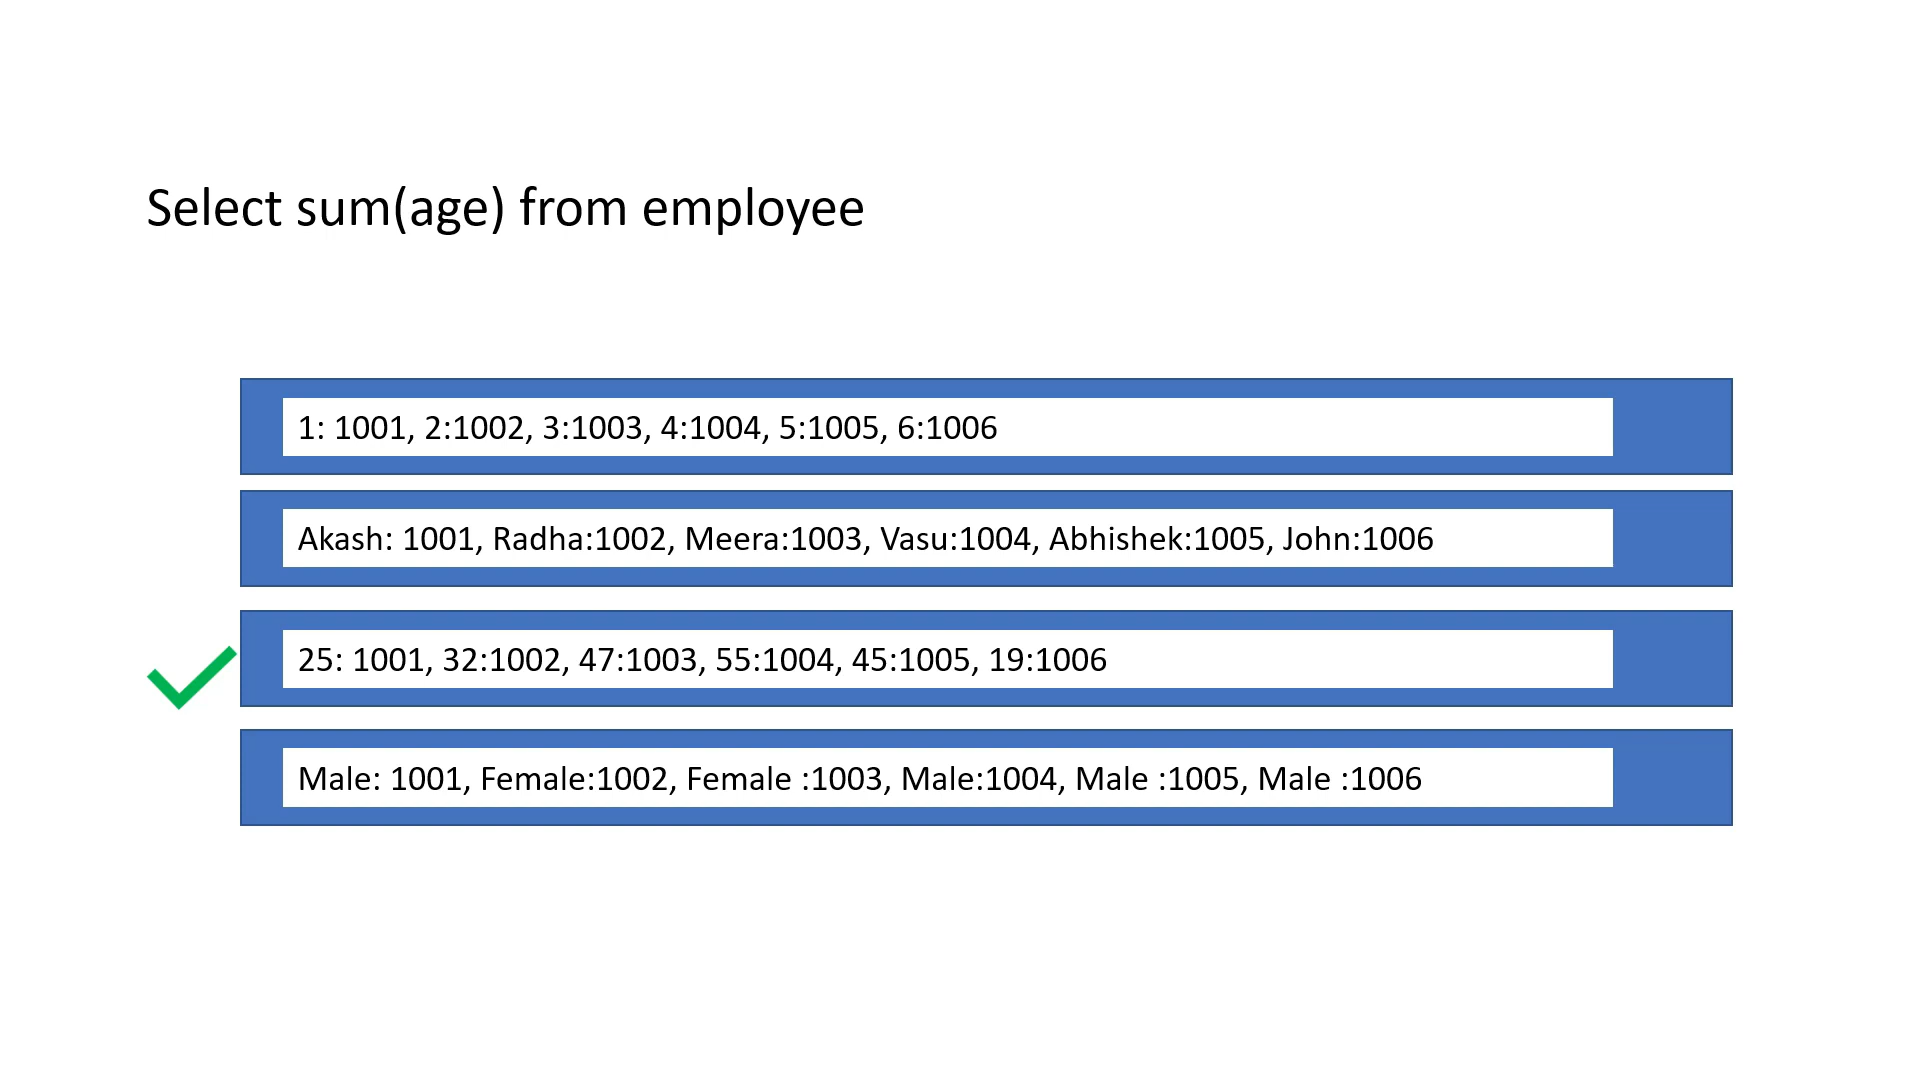 Select sum(age) from employee
1: 1001, 2:1002, 3:1003, 4:1004, 5:1005, 6:1006
Akash: 1001, Radha:1002, Meera:1003, Vasu:1004, Abhishek:1005, John:1006
25: 1001, 32:1002, 47:1003, 55:1004, 45:1005, 19:1006
Male: 1001, Female:1002, Female :1003, Male:1004, Male :1005, Male :1006